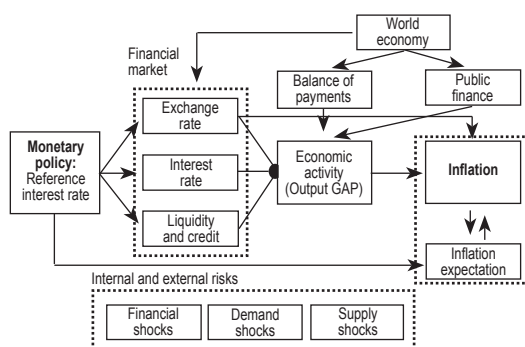 World
economy
Financial
market
Balance of
payments
Public
finance
Exchange
rate
Monetary
policy:
Reference
interest rate
Interest
rate
Economic
activity
(Output GAP)
Inflation
Liquidity
and credit
Inflation
expectation
Internal and external risks
Financial
shocks
Demand
shocks
Supply
shocks